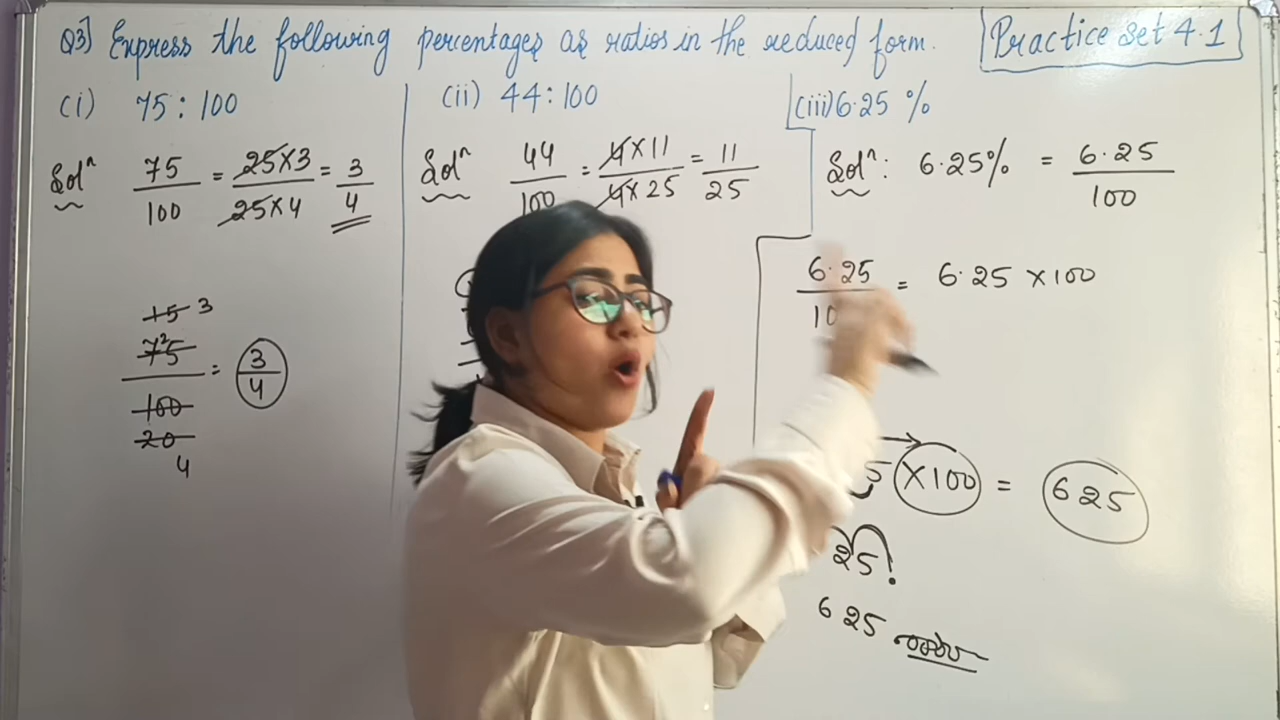 Q3] Express the following percentages as ratios in the reduced form.
Practice Set 4.1
(i) 75 : 100
Solⁿ 75/100 = 25×3/25×4 = 3/4
15 3
75
100
20
4
= 3/4
(ii) 44 : 100
Solⁿ 44/100 = 4×11/4×25 = 11/25
(iii) 6.25 %
Solⁿ : 6.25% = 6.25/100
6.25/10 = 6.25 ×100
5 ×100 = 625
25.
6 25